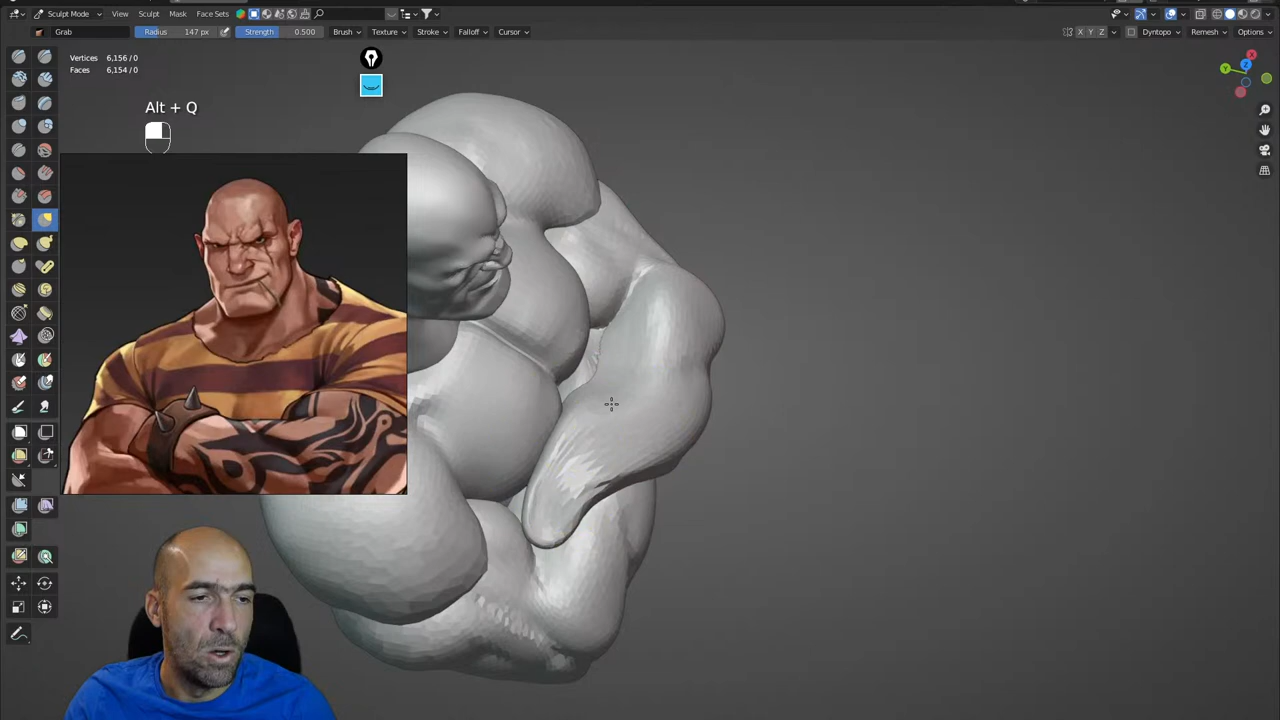 Sculpt Mode View Sculpt Mask Face Sets
Grab Radius 147 px Strength 0.500 Brush Texture Stroke Falloff Cursor X Y Z Dyntopo Remesh Options
Vertices 6,156 / 0
Faces 6,154 / 0
Alt + Q
X
Y
Z